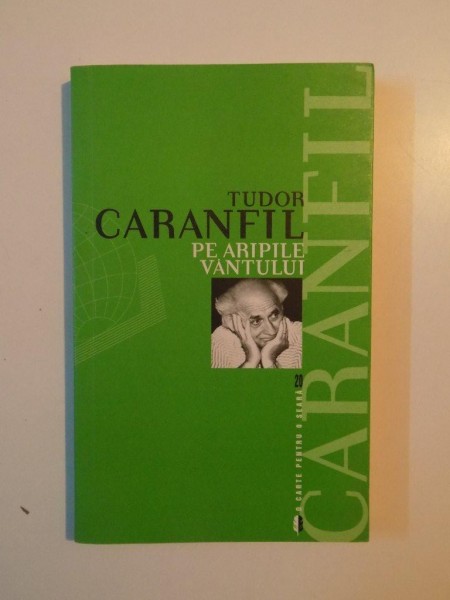 TUDOR
CARANFIL
PE ARIPILE
VÂNTULUI
CARANFIL
O CARTE PENTRU O SEARĂ 20